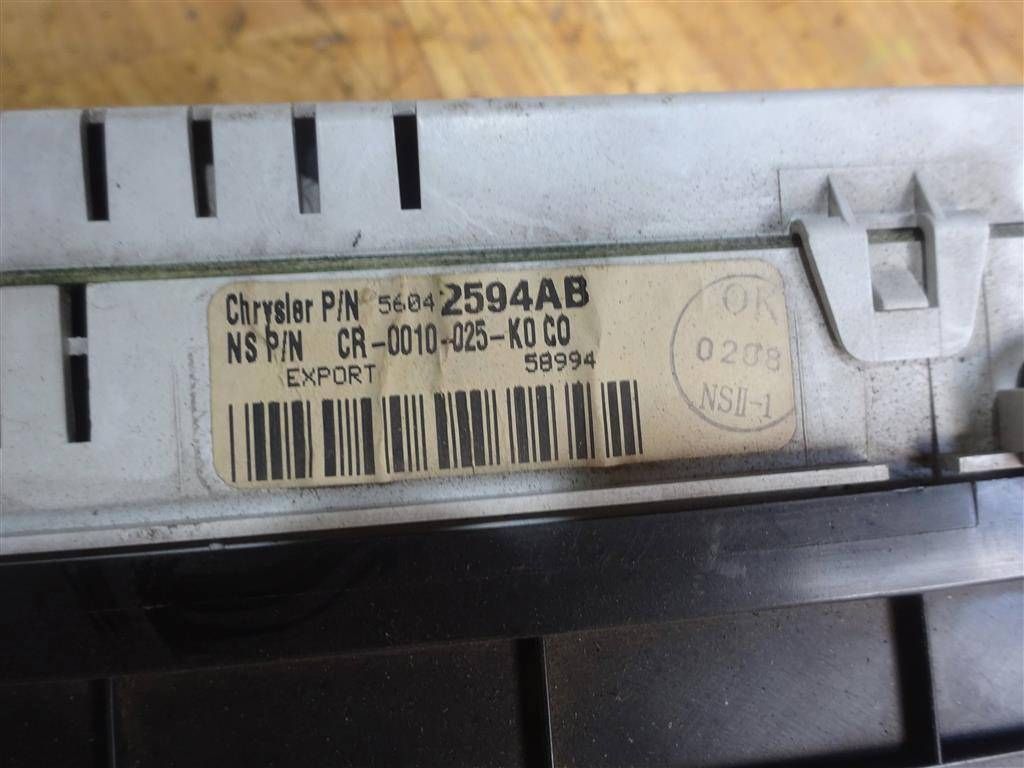 Chrysler P/N 56042594AB
NS P/N CR-0010-025-K0 C0
EXPORT 58994
OK
0208
NSII-1